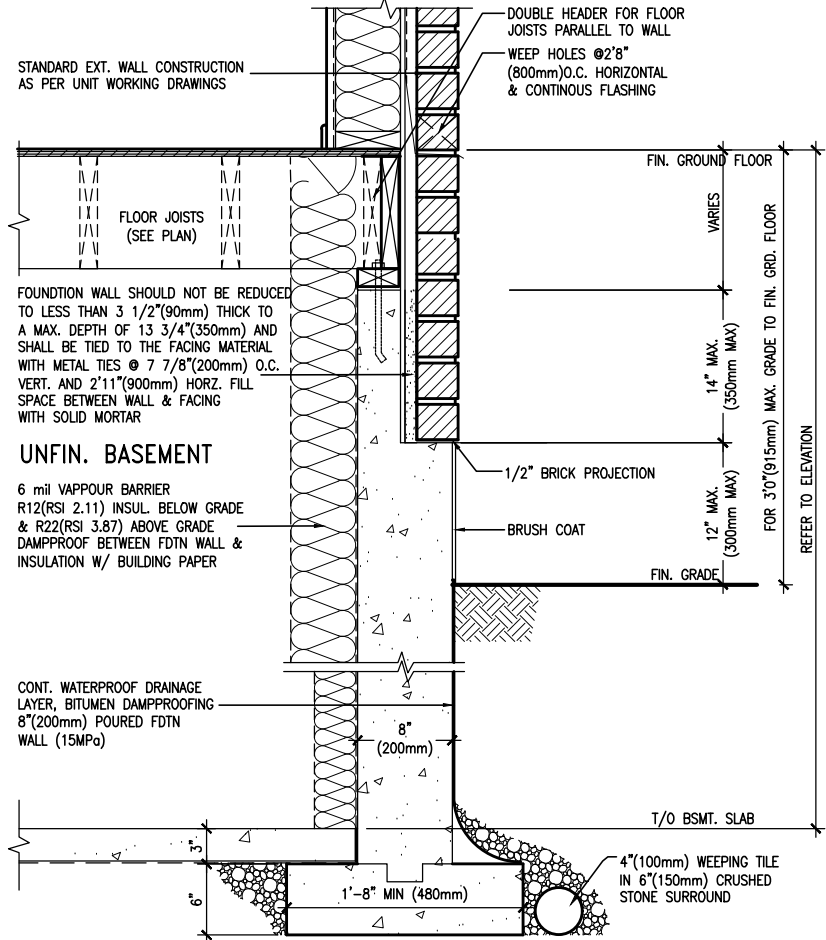 DOUBLE HEADER FOR FLOOR
JOISTS PARALLEL TO WALL
WEEP HOLES @2'8"
(800mm)O.C. HORIZONTAL
& CONTINOUS FLASHING
STANDARD EXT. WALL CONSTRUCTION
AS PER UNIT WORKING DRAWINGS
FIN. GROUND FLOOR
FLOOR JOISTS
(SEE PLAN)
VARIES
FOUNDTION WALL SHOULD NOT BE REDUCED
TO LESS THAN 3 1/2"(90mm) THICK TO
A MAX. DEPTH OF 13 3/4"(350mm) AND
SHALL BE TIED TO THE FACING MATERIAL
WITH METAL TIES @ 7 7/8"(200mm) O.C.
VERT. AND 2'11"(900mm) HORZ. FILL
SPACE BETWEEN WALL & FACING
WITH SOLID MORTAR
14" MAX.
(350mm MAX)
FOR 3'0"(915mm) MAX. GRADE TO FIN. GRD. FLOOR
REFER TO ELEVATION
UNFIN. BASEMENT
1/2" BRICK PROJECTION
6 mil VAPPOUR BARRIER
R12(RSI 2.11) INSUL. BELOW GRADE
& R22(RSI 3.87) ABOVE GRADE
DAMPPROOF BETWEEN FDTN WALL &
INSULATION W/ BUILDING PAPER
BRUSH COAT
12" MAX.
(300mm MAX)
FIN. GRADE
CONT. WATERPROOF DRAINAGE
LAYER, BITUMEN DAMPPROOFING
8"(200mm) POURED FDTN
WALL (15MPa)
8"
(200mm)
T/O BSMT. SLAB
3"
6"
1'-8" MIN (480mm)
4"(100mm) WEEPING TILE
IN 6"(150mm) CRUSHED
STONE SURROUND